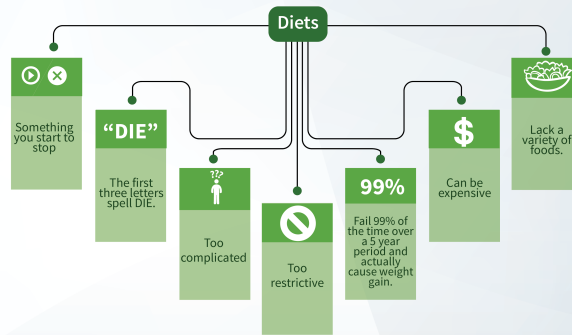 Diets
Something
you start to
stop
“DIE”
The first
three letters
spell DIE.
???
Too
complicated
Too
restrictive
99%
Fail 99% of
the time over
a 5 year
period and
actually
cause weight
gain.
$
Can be
expensive
Lack a
variety of
foods.